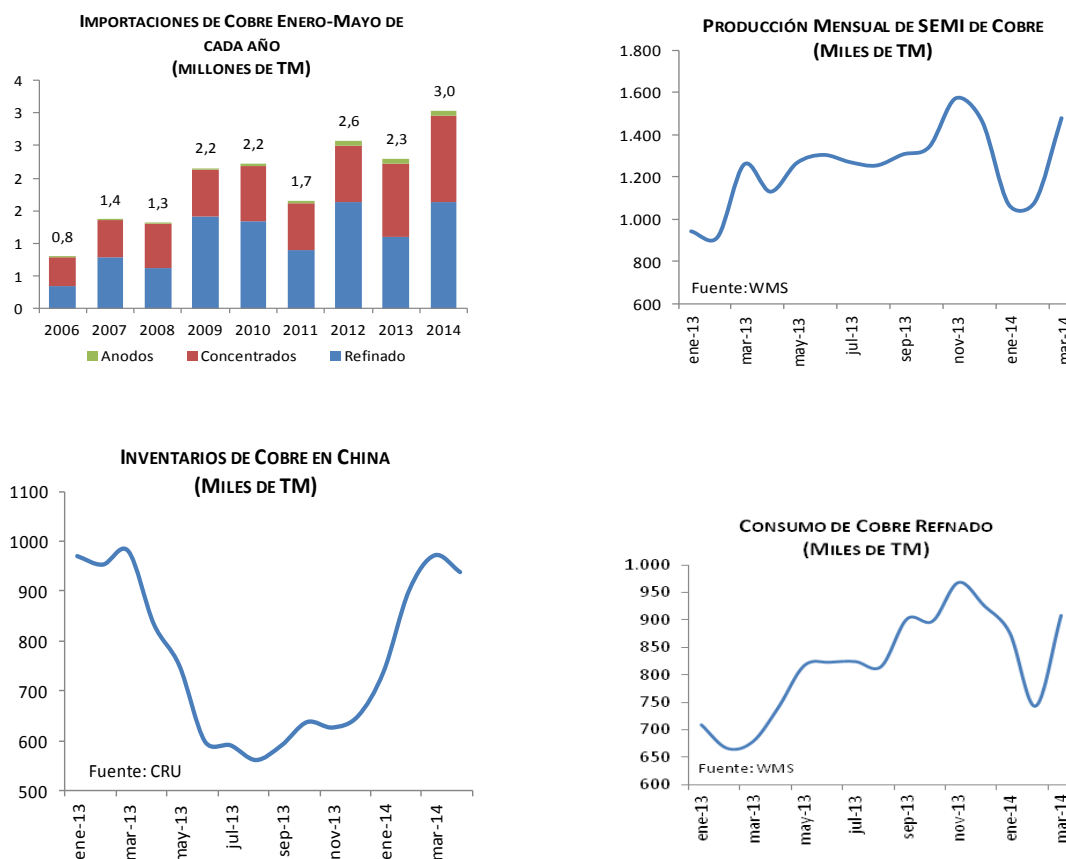 IMPORTACIONES DE COBRE ENERO-MAYO DE
CADA AÑO
(MILLONES DE TM)
4
3
3
2
2
1
1
0
0,8
1,4
1,3
2,2
2,2
1,7
2,6
2,3
3,0
2006 2007 2008 2009 2010 2011 2012 2013 2014
Anodos Concentrados Refinado
PRODUCCIÓN MENSUAL DE SEMI DE COBRE
(MILES DE TM)
1.800
1.600
1.400
1.200
1.000
800
600
Fuente: WMS
ene-13
mar-13
may-13
jul-13
sep-13
nov-13
ene-14
mar-14
INVENTARIOS DE COBRE EN CHINA
(MILES DE TM)
1100
1000
900
800
700
600
500
Fuente: CRU
ene-13
mar-13
may-13
jul-13
sep-13
nov-13
ene-14
mar-14
CONSUMO DE COBRE REFNADO
(MILES DE TM)
1.000
950
900
850
800
750
700
650
600
Fuente: WMS
ene-13
mar-13
may-13
jul-13
sep-13
nov-13
ene-14
mar-14